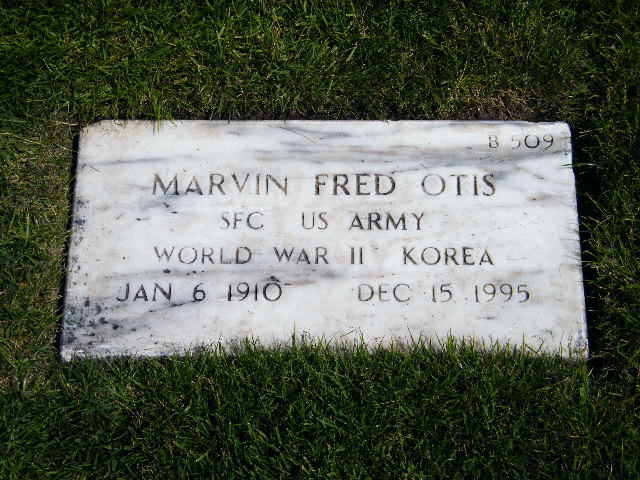 B 509
MARVIN FRED OTIS
SFC US ARMY
WORLD WAR II KOREA
JAN 6 1910 DEC 15 1995